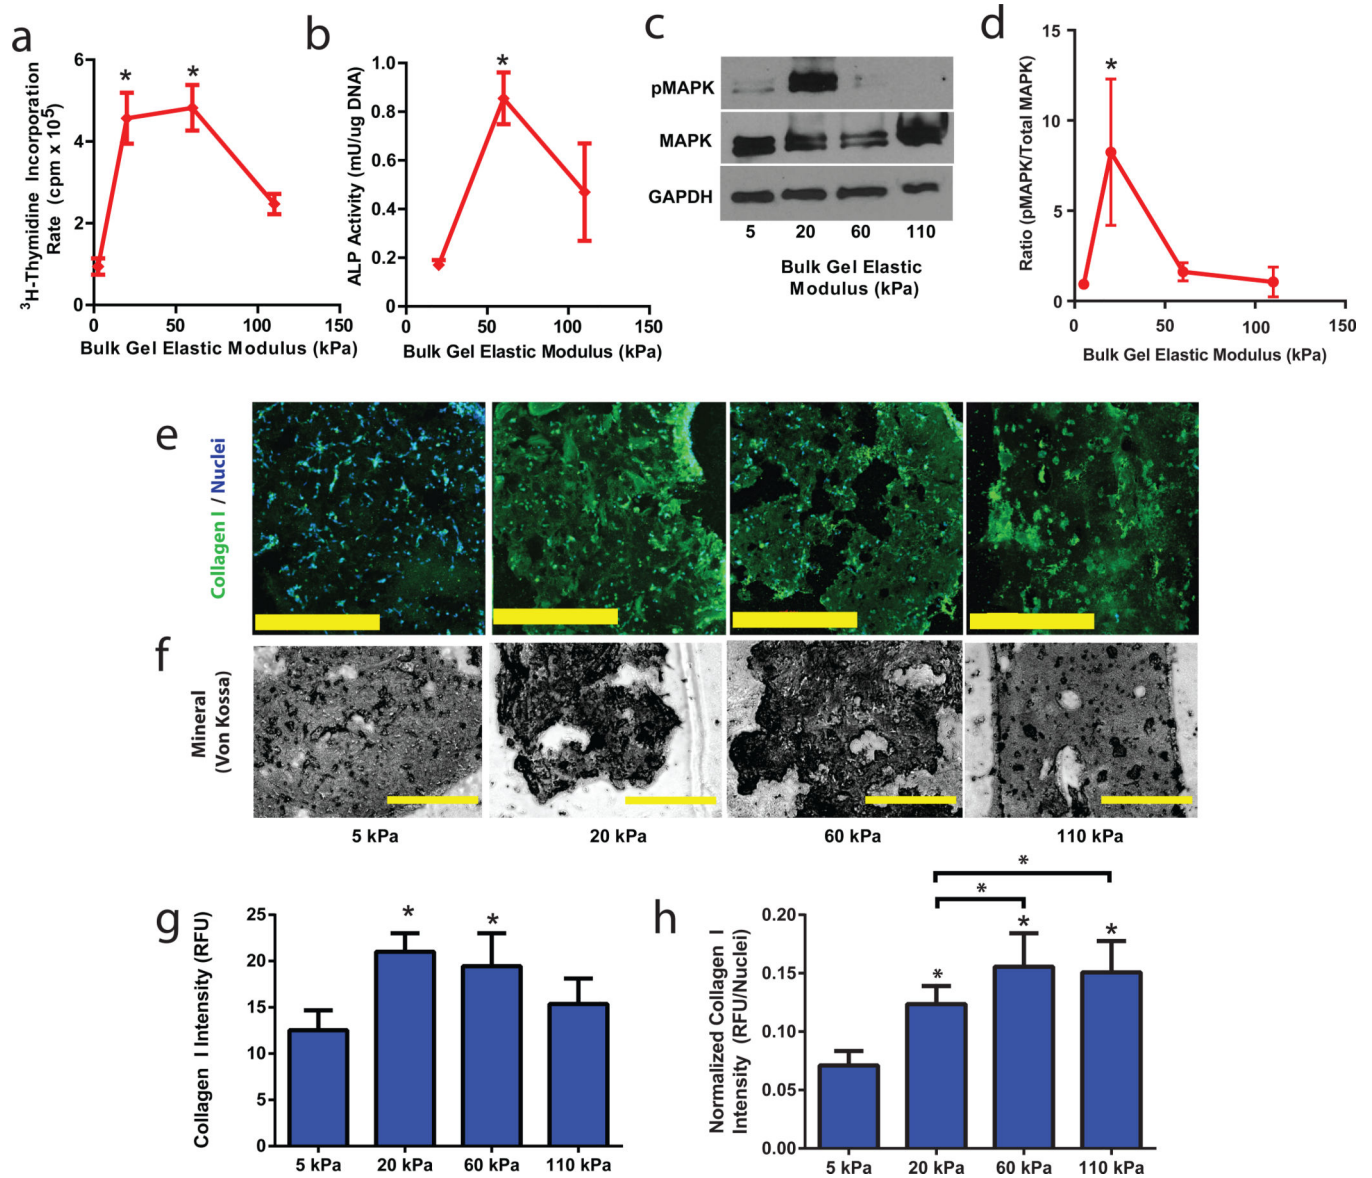 a
³H-Thymidine Incorporation
Rate (cpm x 10⁵)
6
4
2
0
*
*
0
50
100
150
Bulk Gel Elastic Modulus (kPa)
b
ALP Activity (mU/ug DNA)
1.0
0.8
0.6
0.4
0.2
0.0
*
0
50
100
150
Bulk Gel Elastic Modulus (kPa)
c
pMAPK
MAPK
GAPDH
5
20
60
110
Bulk Gel Elastic
Modulus (kPa)
d
Ratio (pMAPK/Total MAPK)
15
10
5
0
*
0
50
100
150
Bulk Gel Elastic Modulus (kPa)
e
Collagen I / Nuclei
f
Mineral
(Von Kossa)
5 kPa
20 kPa
60 kPa
110 kPa
g
Collagen I Intensity (RFU)
25
20
15
10
5
0
*
*
5 kPa
20 kPa
60 kPa
110 kPa
h
Normalized Collagen I
Intensity (RFU/Nuclei)
0.20
0.15
0.10
0.05
0.00
*
*
*
*
*
5 kPa
20 kPa
60 kPa
110 kPa